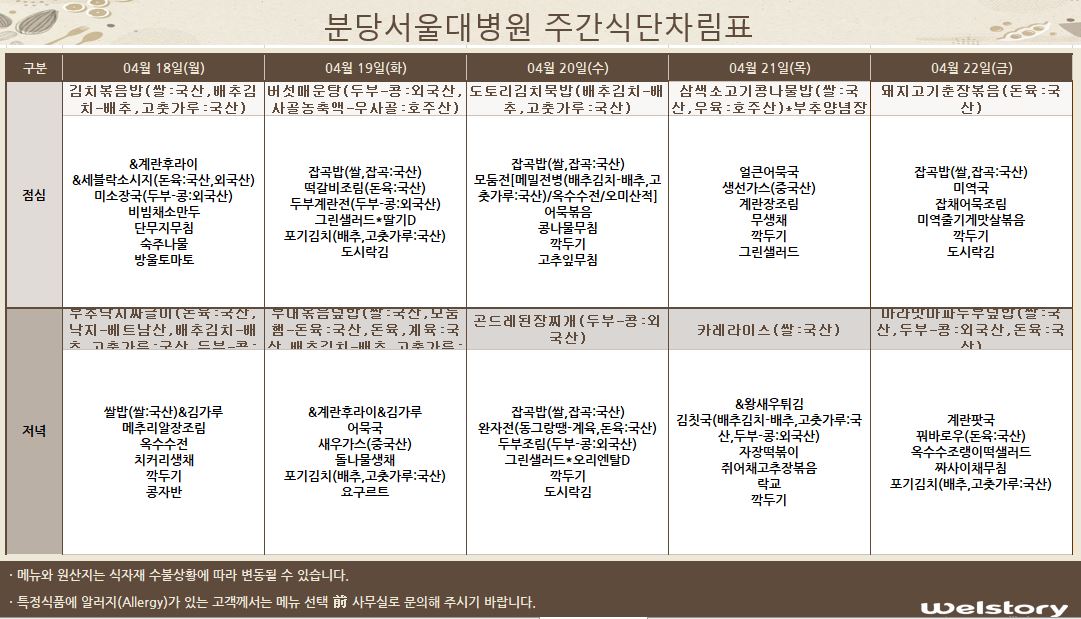 분당서울대병원 주간식단차림표
구분
04월 18일(월)
04월 19일(화)
04월 20일(수)
04월 21일(목)
04월 22일(금)
점심
김치볶음밥(쌀:국산,배추김
치-배추,고춧가루:국산)
&계란후라이
&세블락소시지(돈육:국산,외국산)
미소장국(두부-콩:외국산)
비빔채소만두
단무지무침
숙주나물
방울토마토
버섯매운탕(두부-콩:외국산,
사골농축액-우사골:호주산)
잡곡밥(쌀,잡곡:국산)
떡갈비조림(돈육:국산)
두부계란전(두부-콩:외국산)
그린샐러드*딸기D
포기김치(배추,고춧가루:국산)
도시락김
도토리김치묵밥(배추김치-배
추,고춧가루:국산)
잡곡밥(쌀,잡곡:국산)
모둠전[메밀전병(배추김치-배추,고
춧가루:국산)/옥수수전/오미산적]
어묵볶음
콩나물무침
깍두기
고추잎무침
삼색소고기콩나물밥(쌀:국
산,우육:호주산)*부추양념장
얼큰어묵국
생선가스(중국산)
계란장조림
무생채
깍두기
그린샐러드
돼지고기춘장볶음(돈육:국
산)
잡곡밥(쌀,잡곡:국산)
미역국
잡채어묵조림
미역줄기게맛살볶음
깍두기
도시락김
저녁
부추낙지짜글이(돈육:국산,
낙지-베트남산,배추김치-배
추,고춧가루:국산,두부-콩:
쌀밥(쌀:국산)&김가루
메추리알장조림
옥수수전
치커리생채
깍두기
콩자반
부대볶음덮밥(쌀:국산,모둠
햄-돈육:국산,돈육,계육:국
산,배추김치-배추,고춧가루:
&계란후라이&김가루
어묵국
새우가스(중국산)
돌나물생채
포기김치(배추,고춧가루:국산)
요구르트
곤드레된장찌개(두부-콩:외
국산)
잡곡밥(쌀,잡곡:국산)
완자전(동그랑땡-계육,돈육:국산)
두부조림(두부-콩:외국산)
그린샐러드*오리엔탈D
깍두기
도시락김
카레라이스(쌀:국산)
&왕새우튀김
김칫국(배추김치-배추,고춧가루:국
산,두부-콩:외국산)
자장떡볶이
쥐어채고추장볶음
락교
깍두기
마라맛마파두부덮밥(쌀:국
산,두부-콩:외국산,돈육:국
산)
계란팟국
꿔바로우(돈육:국산)
옥수수조랭이떡샐러드
짜사이채무침
포기김치(배추,고춧가루:국산)
· 메뉴와 원산지는 식자재 수불상황에 따라 변동될 수 있습니다.
· 특정식품에 알러지(Allergy)가 있는 고객께서는 메뉴 선택 前 사무실로 문의해 주시기 바랍니다.
welstory